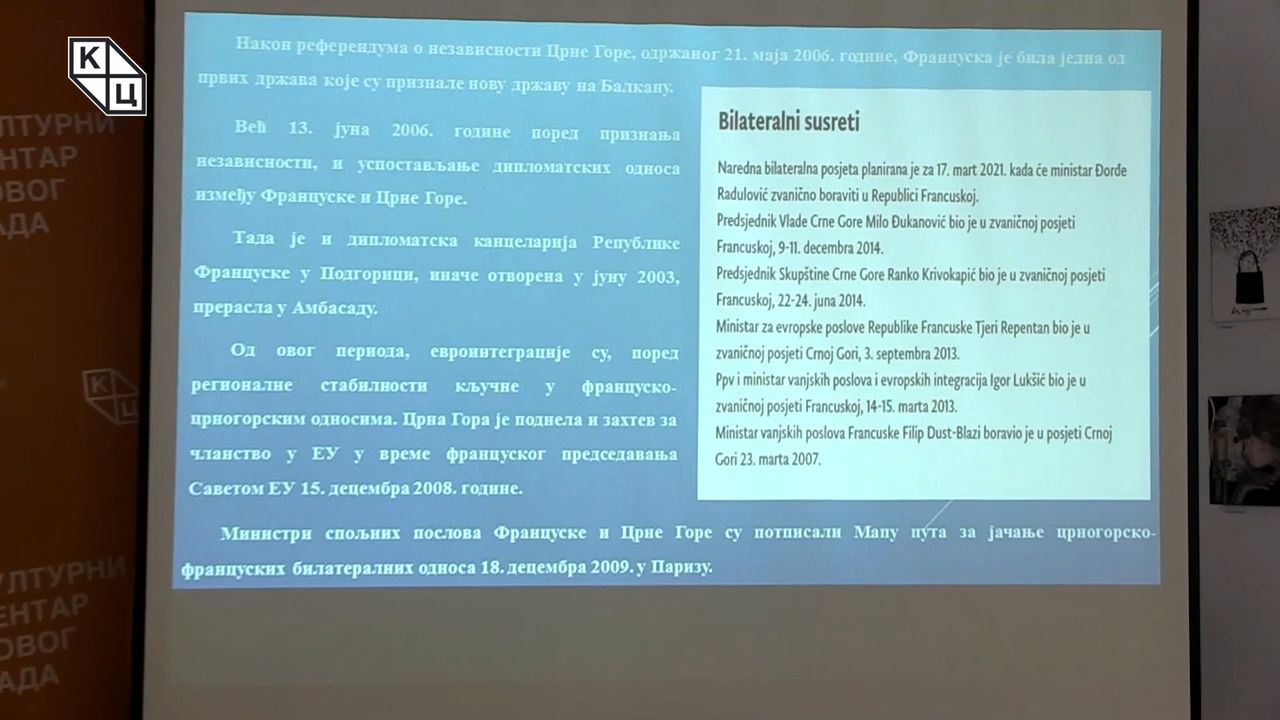 К
Ц
УЛТУРНИ
ЕНТАР
ОВОГ
АДА
Након референдума о независности Црне Горе, одржаног 21. маја 2006. године, Француска је била једна од
првих држава које су признале нову државу на Балкану.
Већ 13. јуна 2006. године поред признања
независности, и успостављање дипломатских односа
између Француске и Црне Горе.
Тада је и дипломатска канцеларија Републике
Француске у Подгорици, иначе отворена у јуну 2003,
прерасла у Амбасаду.
Од овог периода, евроинтеграције су, поред
регионалне стабилности кључне у француско-
црногорским односима. Црна Гора је поднела и захтев за
чланство у ЕУ у време француског председавања
Саветом ЕУ 15. децембра 2008. године.
Министри спољних послова Француске и Црне Горе су потписали Мапу пута за јачање црногорско-
француских билатералних односа 18. децембра 2009. у Паризу.
Bilateralni susreti
Naredna bilateralna posjeta planirana je za 17. mart 2021. kada će ministar Đorđe
Radulović zvanično boraviti u Republici Francuskoj.
Predsjednik Vlade Crne Gore Milo Đukanović bio je u zvaničnoj posjeti
Francuskoj, 9-11. decembra 2014.
Predsjednik Skupštine Crne Gore Ranko Krivokapić bio je u zvaničnoj posjeti
Francuskoj, 22-24. juna 2014.
Ministar za evropske poslove Republike Francuske Tjeri Repentan bio je u
zvaničnoj posjeti Crnoj Gori, 3. septembra 2013.
Ppv i ministar vanjskih poslova i evropskih integracija Igor Lukšić bio je u
zvaničnoj posjeti Francuskoj, 14-15. marta 2013.
Ministar vanjskih poslova Francuske Filip Dust-Blazi boravio je u posjeti Crnoj
Gori 23. marta 2007.
К
Ц
УЛТУРНИ
ЕНТАР
ОВОГ
АДА